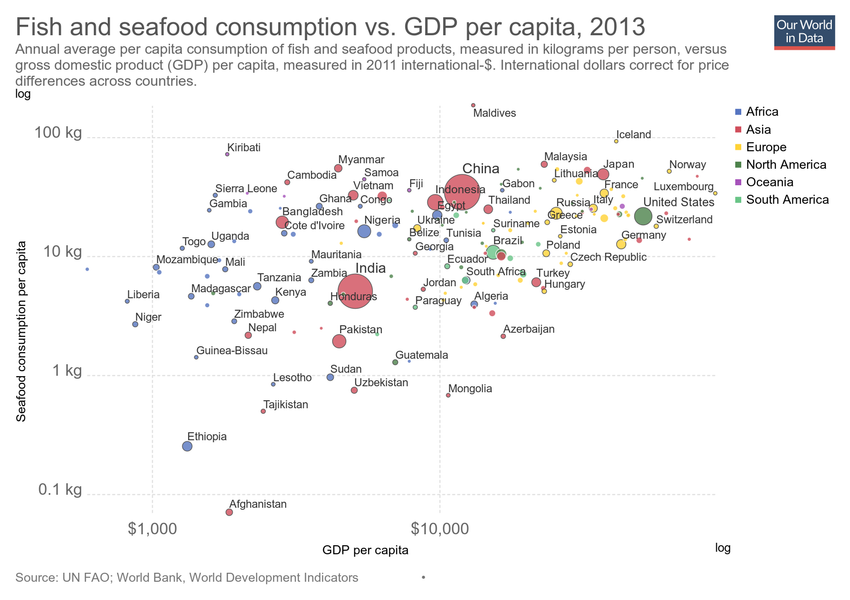 Fish and seafood consumption vs. GDP per capita, 2013
Our World
in Data
Annual average per capita consumption of fish and seafood products, measured in kilograms per person, versus
gross domestic product (GDP) per capita, measured in 2011 international-$. International dollars correct for price
differences across countries.
log
Maldives
Africa
Asia
Europe
North America
Oceania
South America
100 kg
Iceland
Kiribati
Myanmar
Malaysia
Japan
Norway
China
Cambodia
Samoa
Lithuania
Sierra Leone
Vietnam
Fiji
Gabon
France
Luxembourg
Indonesia
Gambia
Ghana
Congo
Thailand
Russia
Italy
United States
Bangladesh
Egypt
Greece
Cote d'Ivoire
Nigeria
Ukraine
Suriname
Switzerland
Togo
Uganda
Belize
Tunisia
Brazil
Estonia
Germany
Georgia
Poland
10 kg
Mozambique
Mali
Mauritania
Ecuador
Czech Republic
India
Tanzania
Zambia
Jordan
South Africa
Turkey
Liberia
Madagascar
Kenya
Honduras
Paraguay
Algeria
Hungary
Niger
Zimbabwe
Nepal
Pakistan
Azerbaijan
Guinea-Bissau
Guatemala
1 kg
Lesotho
Sudan
Uzbekistan
Mongolia
Tajikistan
Ethiopia
0.1 kg
Afghanistan
Seafood consumption per capita
$1,000
$10,000
GDP per capita
log
Source: UN FAO; World Bank, World Development Indicators